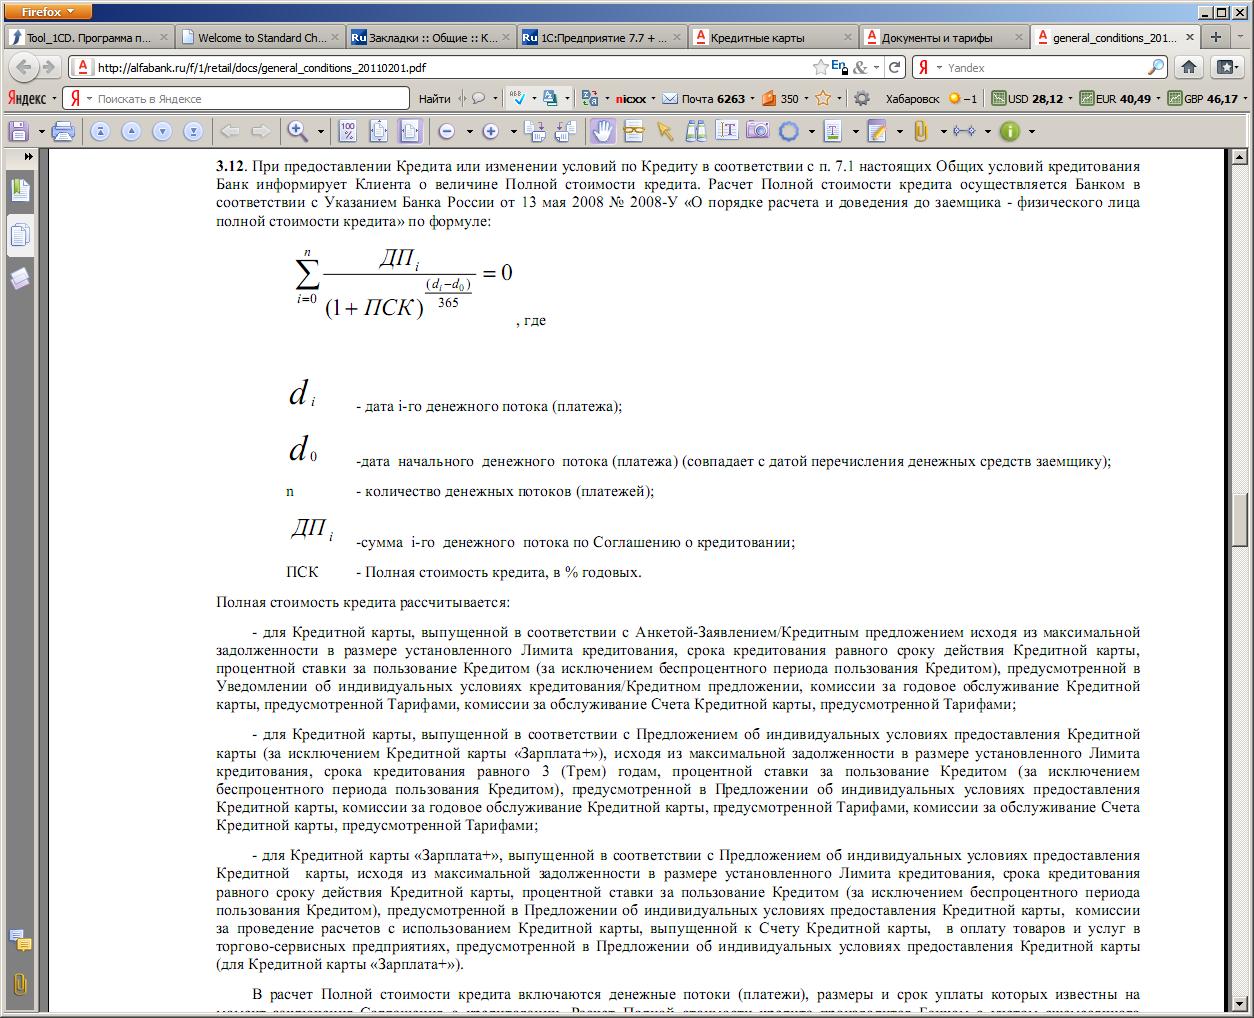 Firefox
Tool_1CD. Программа п...
Welcome to Standard Ch...
Закладки :: Общие :: К...
1С:Предприятие 7.7 + ...
Кредитные карты
Документы и тарифы
general_conditions_201...
http://alfabank.ru/f/1/retail/docs/general_conditions_20110201.pdf
Yandex
Яндекс
Поискать в Яндексе
Найти
nicxx
Почта 6263
350
Хабаровск
−1
USD 28,12
EUR 40,49
GBP 46,17
3.12. При предоставлении Кредита или изменении условий по Кредиту в соответствии с п. 7.1 настоящих Общих условий кредитования
Банк информирует Клиента о величине Полной стоимости кредита. Расчет Полной стоимости кредита осуществляется Банком в
соответствии с Указанием Банка России от 13 мая 2008 № 2008-У «О порядке расчета и доведения до заемщика - физического лица
полной стоимости кредита» по формуле:
n
∑ ДП i / (1 + ПСК) (d i – d 0) / 365 = 0
i=0
, где
d i - дата i-го денежного потока (платежа);
d 0 -дата начального денежного потока (платежа) (совпадает с датой перечисления денежных средств заемщику);
n - количество денежных потоков (платежей);
ДП i -сумма i-го денежного потока по Соглашению о кредитовании;
ПСК - Полная стоимость кредита, в % годовых.
Полная стоимость кредита рассчитывается:
- для Кредитной карты, выпущенной в соответствии с Анкетой-Заявлением/Кредитным предложением исходя из максимальной
задолженности в размере установленного Лимита кредитования, срока кредитования равного сроку действия Кредитной карты,
процентной ставки за пользование Кредитом (за исключением беспроцентного периода пользования Кредитом), предусмотренной в
Уведомлении об индивидуальных условиях кредитования/Кредитном предложении, комиссии за годовое обслуживание Кредитной
карты, предусмотренной Тарифами, комиссии за обслуживание Счета Кредитной карты, предусмотренной Тарифами;
- для Кредитной карты, выпущенной в соответствии с Предложением об индивидуальных условиях предоставления Кредитной
карты (за исключением Кредитной карты «Зарплата+»), исходя из максимальной задолженности в размере установленного Лимита
кредитования, срока кредитования равного 3 (Трем) годам, процентной ставки за пользование Кредитом (за исключением
беспроцентного периода пользования Кредитом), предусмотренной в Предложении об индивидуальных условиях предоставления
Кредитной карты, комиссии за годовое обслуживание Кредитной карты, предусмотренной Тарифами, комиссии за обслуживание Счета
Кредитной карты, предусмотренной Тарифами;
- для Кредитной карты «Зарплата+», выпущенной в соответствии с Предложением об индивидуальных условиях предоставления
Кредитной карты, исходя из максимальной задолженности в размере установленного Лимита кредитования, срока кредитования
равного сроку действия Кредитной карты, процентной ставки за пользование Кредитом (за исключением беспроцентного периода
пользования Кредитом), предусмотренной в Предложении об индивидуальных условиях предоставления Кредитной карты, комиссии
за проведение расчетов с использованием Кредитной карты, выпущенной к Счету Кредитной карты, в оплату товаров и услуг в
торгово-сервисных предприятиях, предусмотренной в Предложении об индивидуальных условиях предоставления Кредитной карты
(для Кредитной карты «Зарплата+»).
В расчет Полной стоимости кредита включаются денежные потоки (платежи), размеры и срок уплаты которых известны на